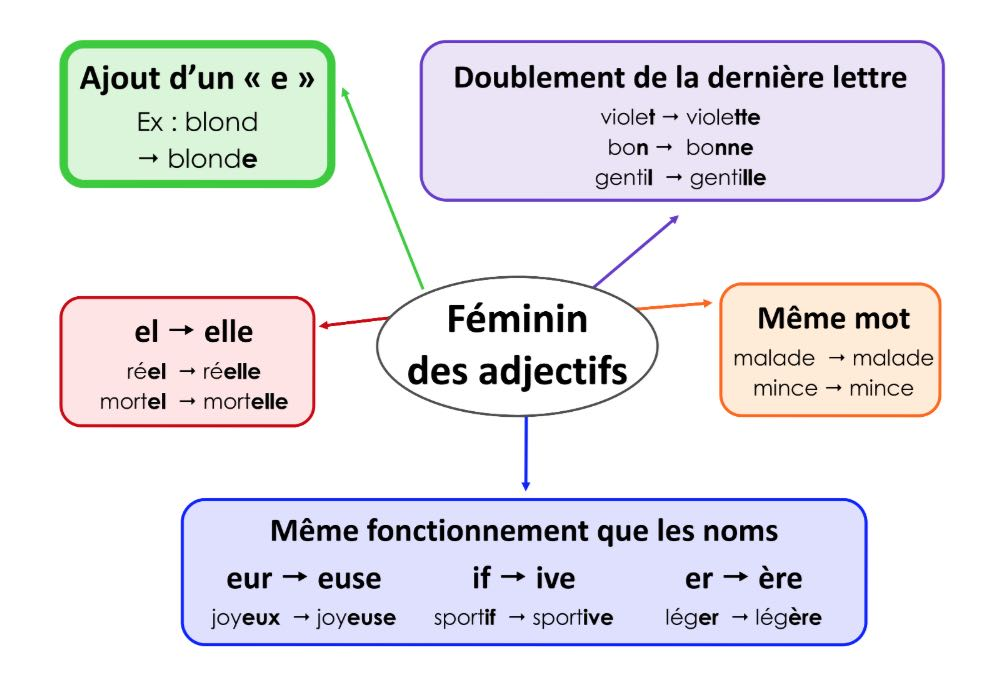 Ajout d’un « e »
Ex : blond
→ blonde
Doublement de la dernière lettre
violet → violette
bon → bonne
gentil → gentille
el → elle
réel → réelle
mortel → mortelle
Féminin
des adjectifs
Même mot
malade → malade
mince → mince
Même fonctionnement que les noms
eur → euse
joyeux → joyeuse
if → ive
sportif → sportive
er → ère
léger → légère